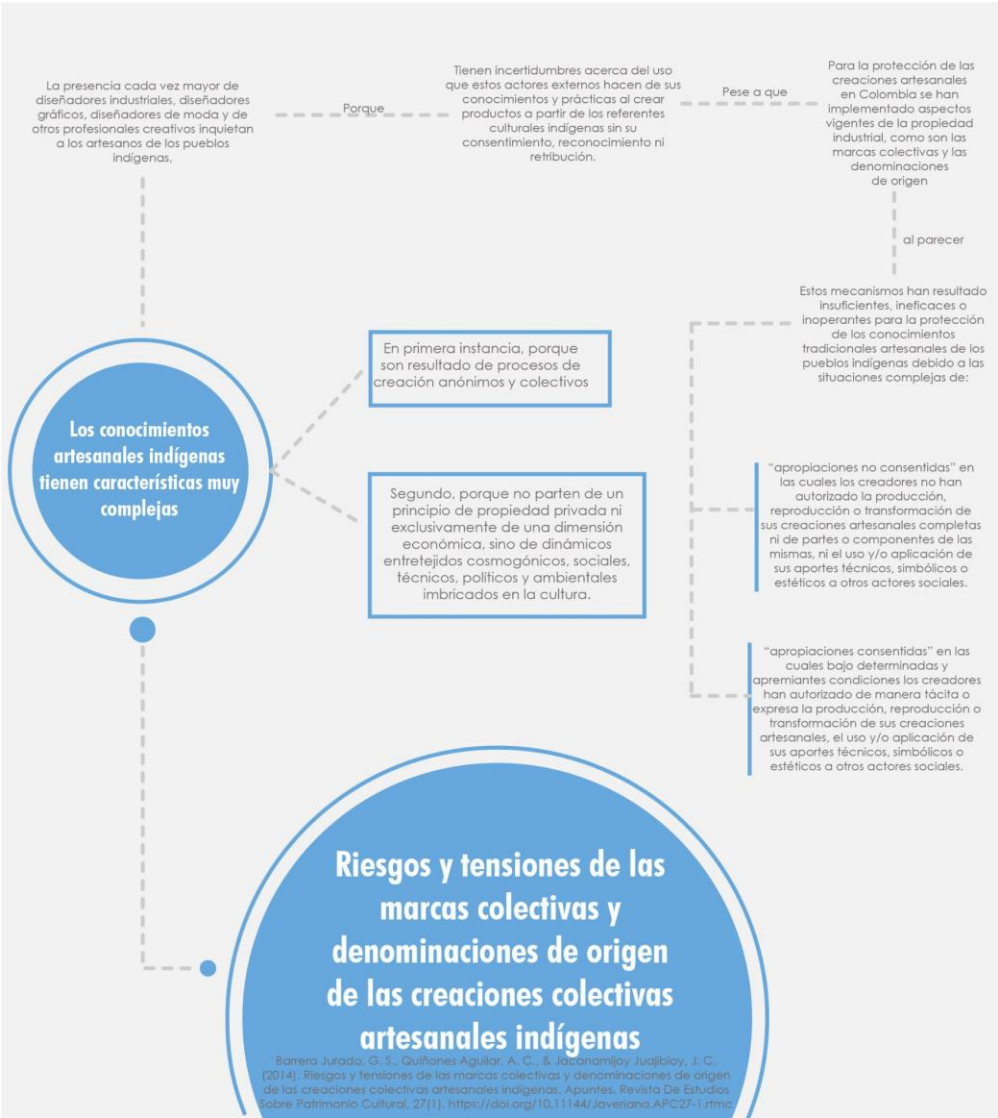 La presencia cada vez mayor de
diseñadores industriales, diseñadores
gráficos, diseñadores de moda y de
otros profesionales creativos inquietan
a los artesanos de los pueblos
indígenas,
Porque
Tienen incertidumbres acerca del uso
que estos actores externos hacen de sus
conocimientos y prácticas al crear
productos a partir de los referentes
culturales indígenas sin su
consentimiento, reconocimiento ni
retribución.
Pese a que
Para la protección de las
creaciones artesanales
en Colombia se han
implementado aspectos
vigentes de la propiedad
industrial, como son las
marcas colectivas y las
denominaciones
de origen
al parecer
Estos mecanismos han resultado
insuficientes, ineficaces o
inoperantes para la protección
de los conocimientos
tradicionales artesanales de los
pueblos indígenas debido a las
situaciones complejas de:
"apropiaciones no consentidas" en
las cuales los creadores no han
autorizado la producción,
reproducción o transformación de
sus creaciones artesanales completas
ni de partes o componentes de las
mismas, ni el uso y/o aplicación de
sus aportes técnicos, simbólicos o
estéticos a otros actores sociales.
"apropiaciones consentidas" en las
cuales bajo determinadas y
apremiantes condiciones los creadores
han autorizado de manera tácita o
expresa la producción, reproducción o
transformación de sus creaciones
artesanales, el uso y/o aplicación de
sus aportes técnicos, simbólicos o
estéticos a otros actores sociales.
Los conocimientos
artesanales indígenas
tienen características muy
complejas
En primera instancia, porque
son resultado de procesos de
creación anónimos y colectivos
Segundo, porque no parten de un
principio de propiedad privada ni
exclusivamente de una dimensión
económica, sino de dinámicos
entretejidos cosmogónicos, sociales,
técnicos, políticos y ambientales
imbricados en la cultura.
Riesgos y tensiones de las
marcas colectivas y
denominaciones de origen
de las creaciones colectivas
artesanales indígenas
Barrera Jurado, G. S., Quiñones Aguilar, A. C., & Jacanamijoy Juajibioy, J. C.
(2014). Riesgos y tensiones de las marcas colectivas y denominaciones de origen
de las creaciones colectivas artesanales indígenas. Apuntes. Revista De Estudios
Sobre Patrimonio Cultural, 27(1). https://doi.org/10.11144/Javeriana.APC27-1.rtmc